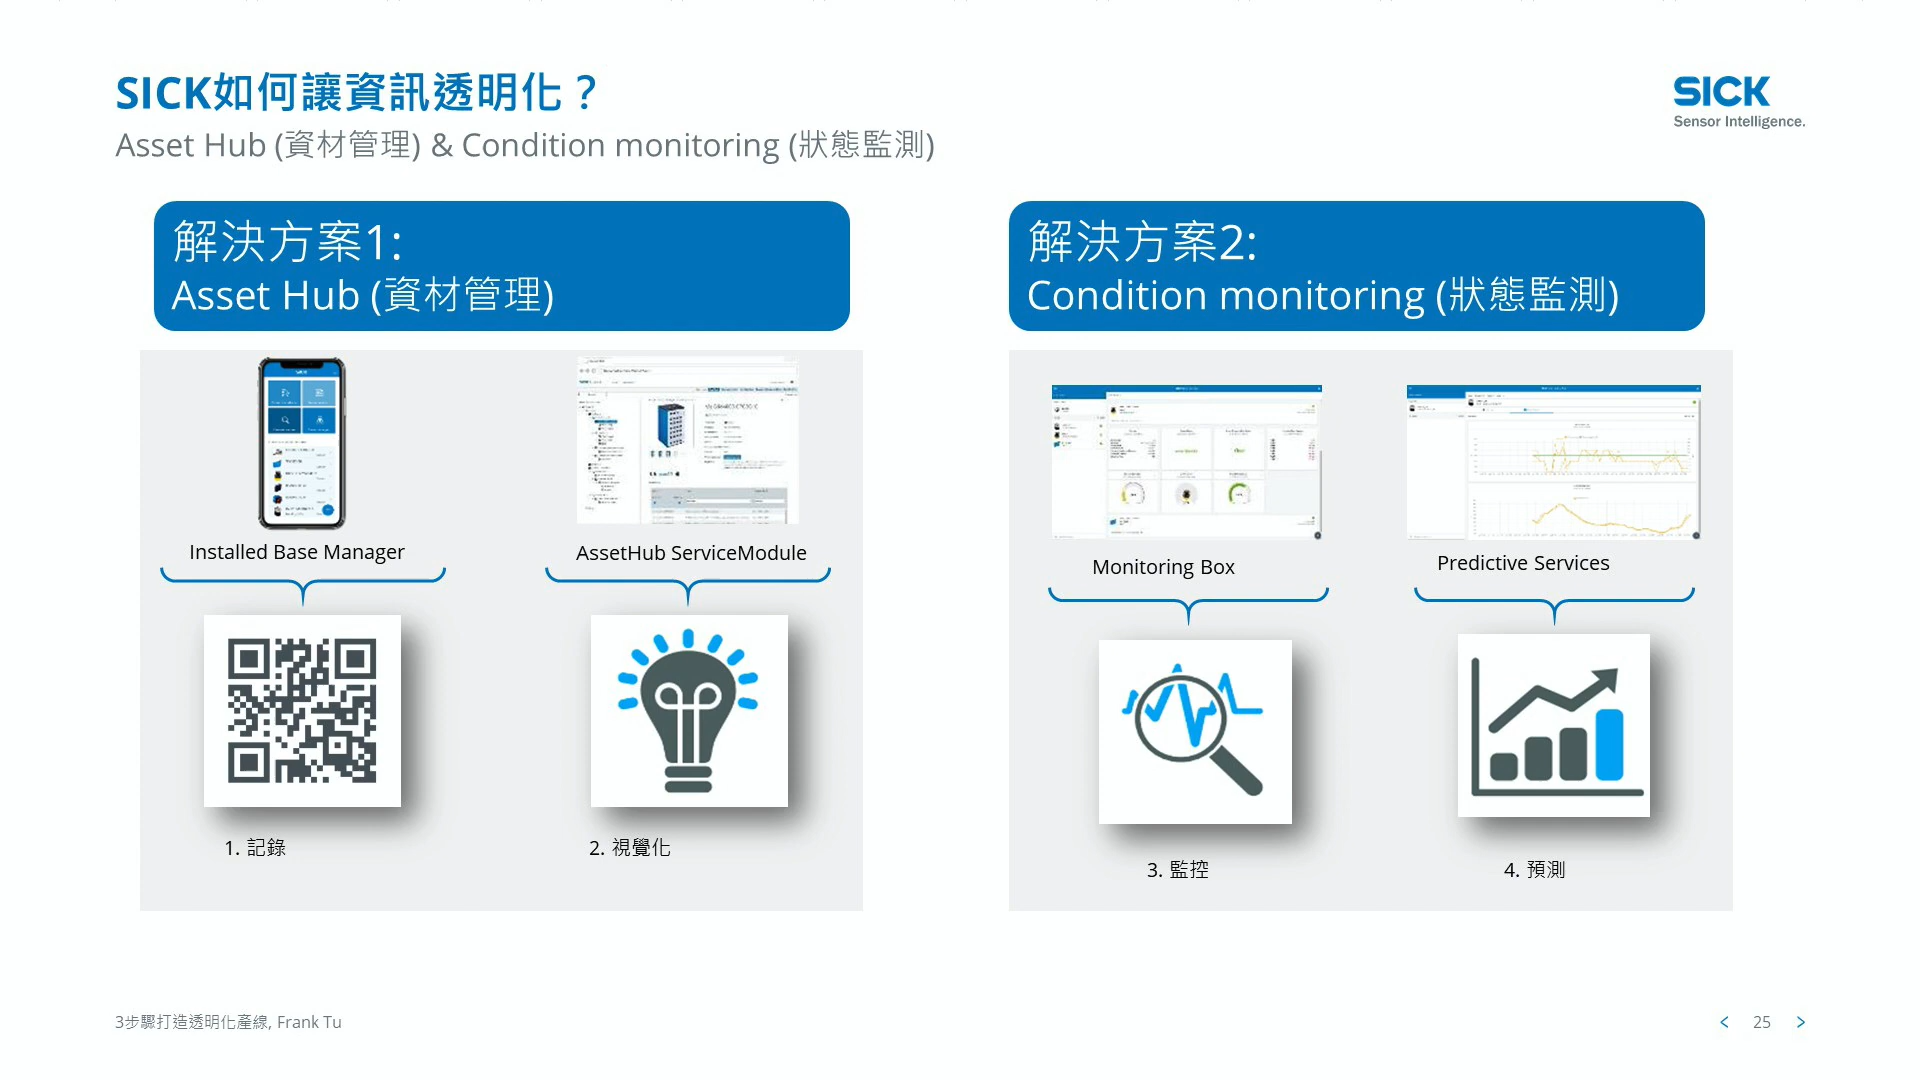 SICK如何讓資訊透明化？
Asset Hub (資材管理) & Condition monitoring (狀態監測)
SICK
Sensor Intelligence.
解決方案1:
Asset Hub (資材管理)
解決方案2:
Condition monitoring (狀態監測)
Installed Base Manager
AssetHub ServiceModule
Monitoring Box
Predictive Services
1. 記錄
2. 視覺化
3. 監控
4. 預測
3步驟打造透明化產線, Frank Tu
< 25 >